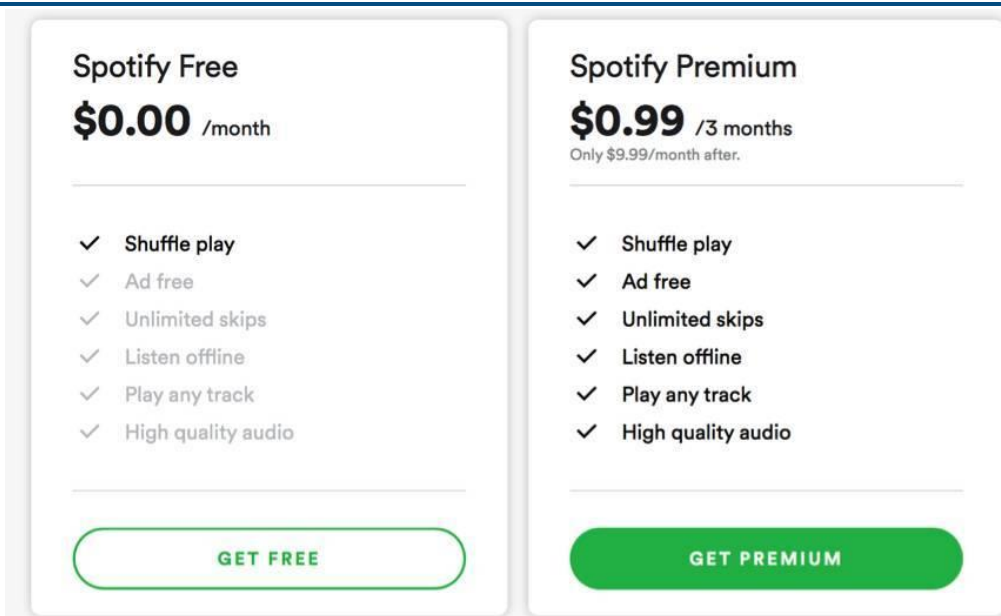 Spotify Free
$0.00 /month
Shuffle play
Ad free
Unlimited skips
Listen offline
Play any track
High quality audio
GET FREE
Spotify Premium
$0.99 /3 months
Only $9.99/month after.
Shuffle play
Ad free
Unlimited skips
Listen offline
Play any track
High quality audio
GET PREMIUM